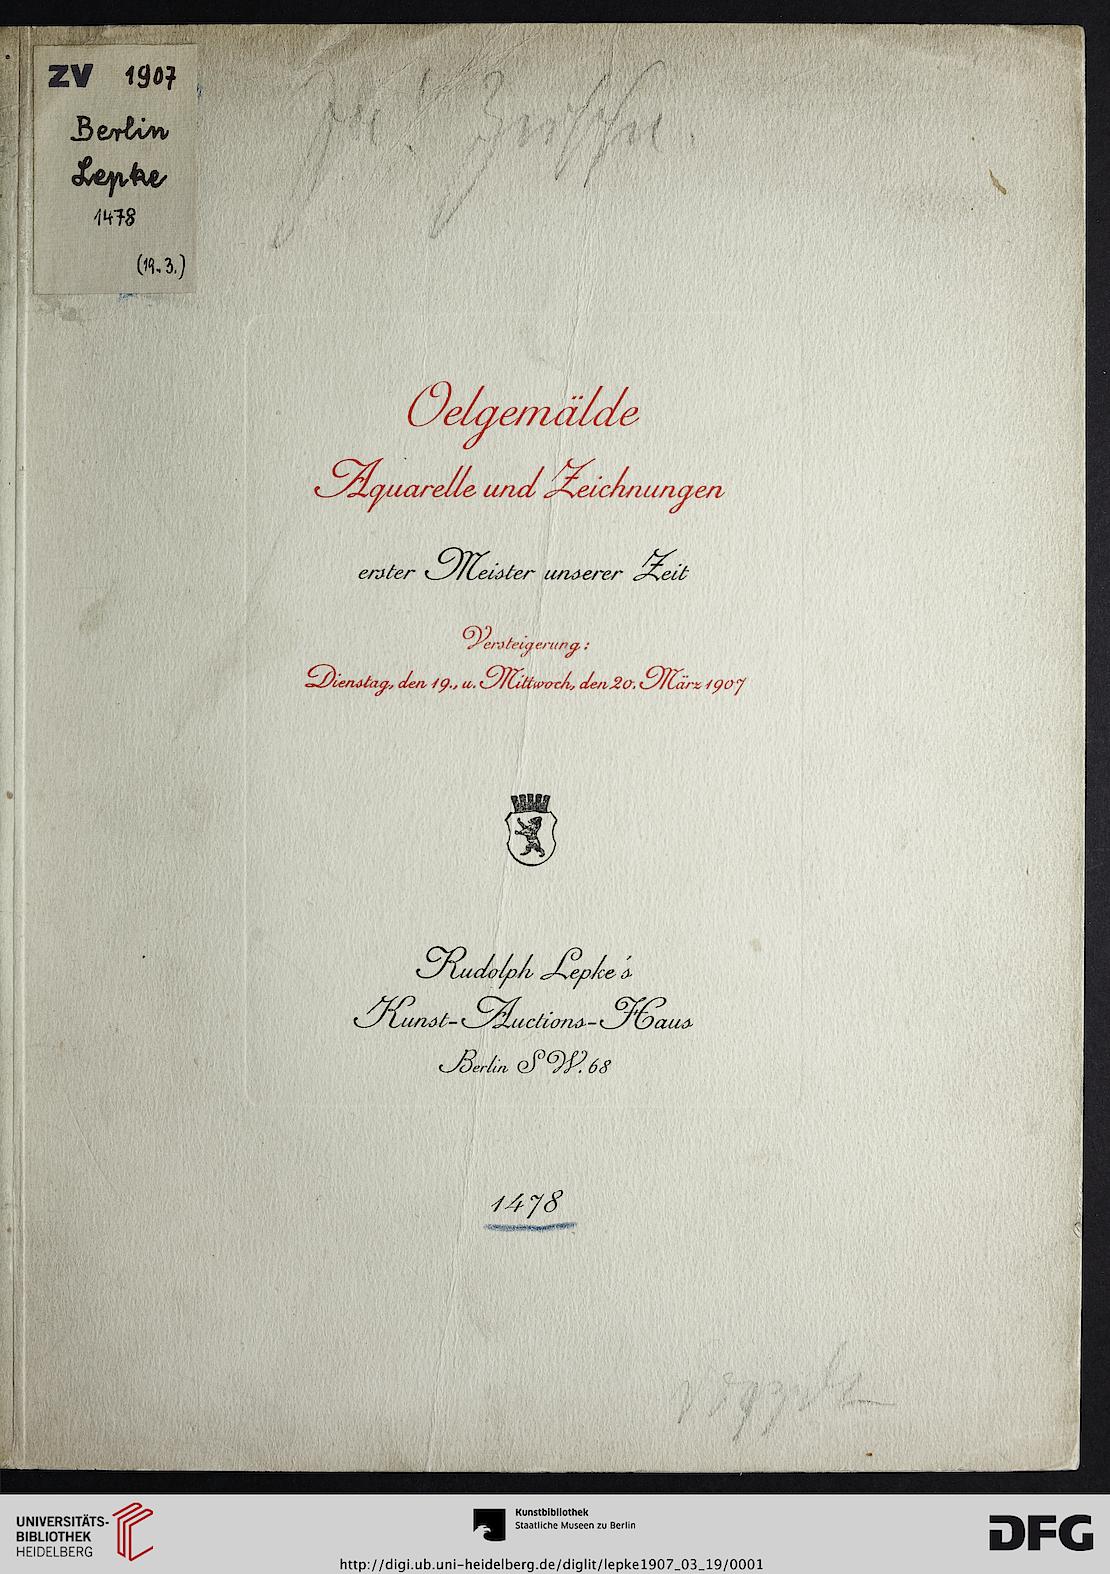 ZV 1907
Berlin
Lepke
1478
(19.3.)
Oelgemälde
Aquarelle und Zeichnungen
erster Meister unserer Zeit
Versteigerung:
Dienstag, den 19., u. Mittwoch, den 20. März 1907
Rudolph Lepke's
Kunst-Auctions-Haus
Berlin SW. 68
1478
UNIVERSITÄTS-
BIBLIOTHEK
HEIDELBERG
Kunstbibliothek
Staatliche Museen zu Berlin
DFG
http://digi.ub.uni-heidelberg.de/diglit/lepke1907_03_19/0001